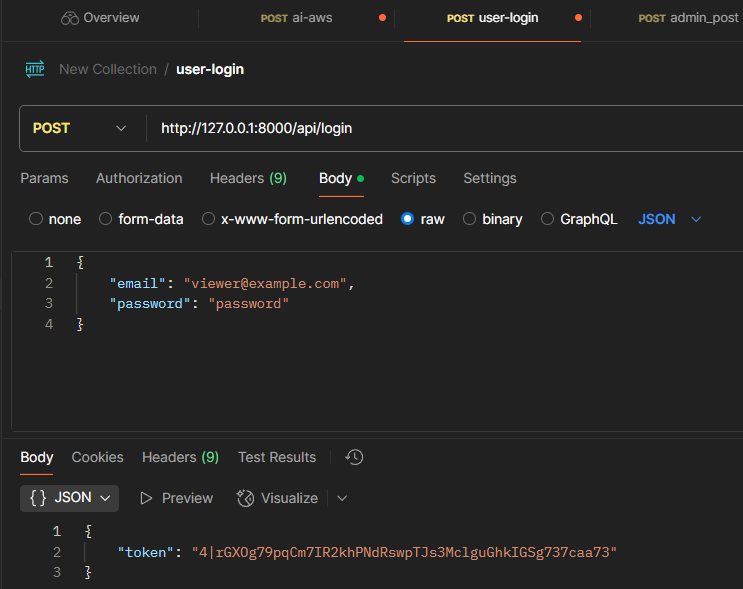 Overview POST ai-aws POST user-login POST admin_post
HTTP New Collection / user-login
POST http://127.0.0.1:8000/api/login
Params Authorization Headers (9) Body Scripts Settings
none form-data x-www-form-urlencoded raw binary GraphQL JSON
1 {
2 "email": "viewer@example.com",
3 "password": "password"
4 }
Body Cookies Headers (9) Test Results
{} JSON Preview Visualize
1 {
2 "token": "4|rGXOg79pqCm7IR2khPNdRswpTJs3MclguGhkIGSg737caa73"
3 }